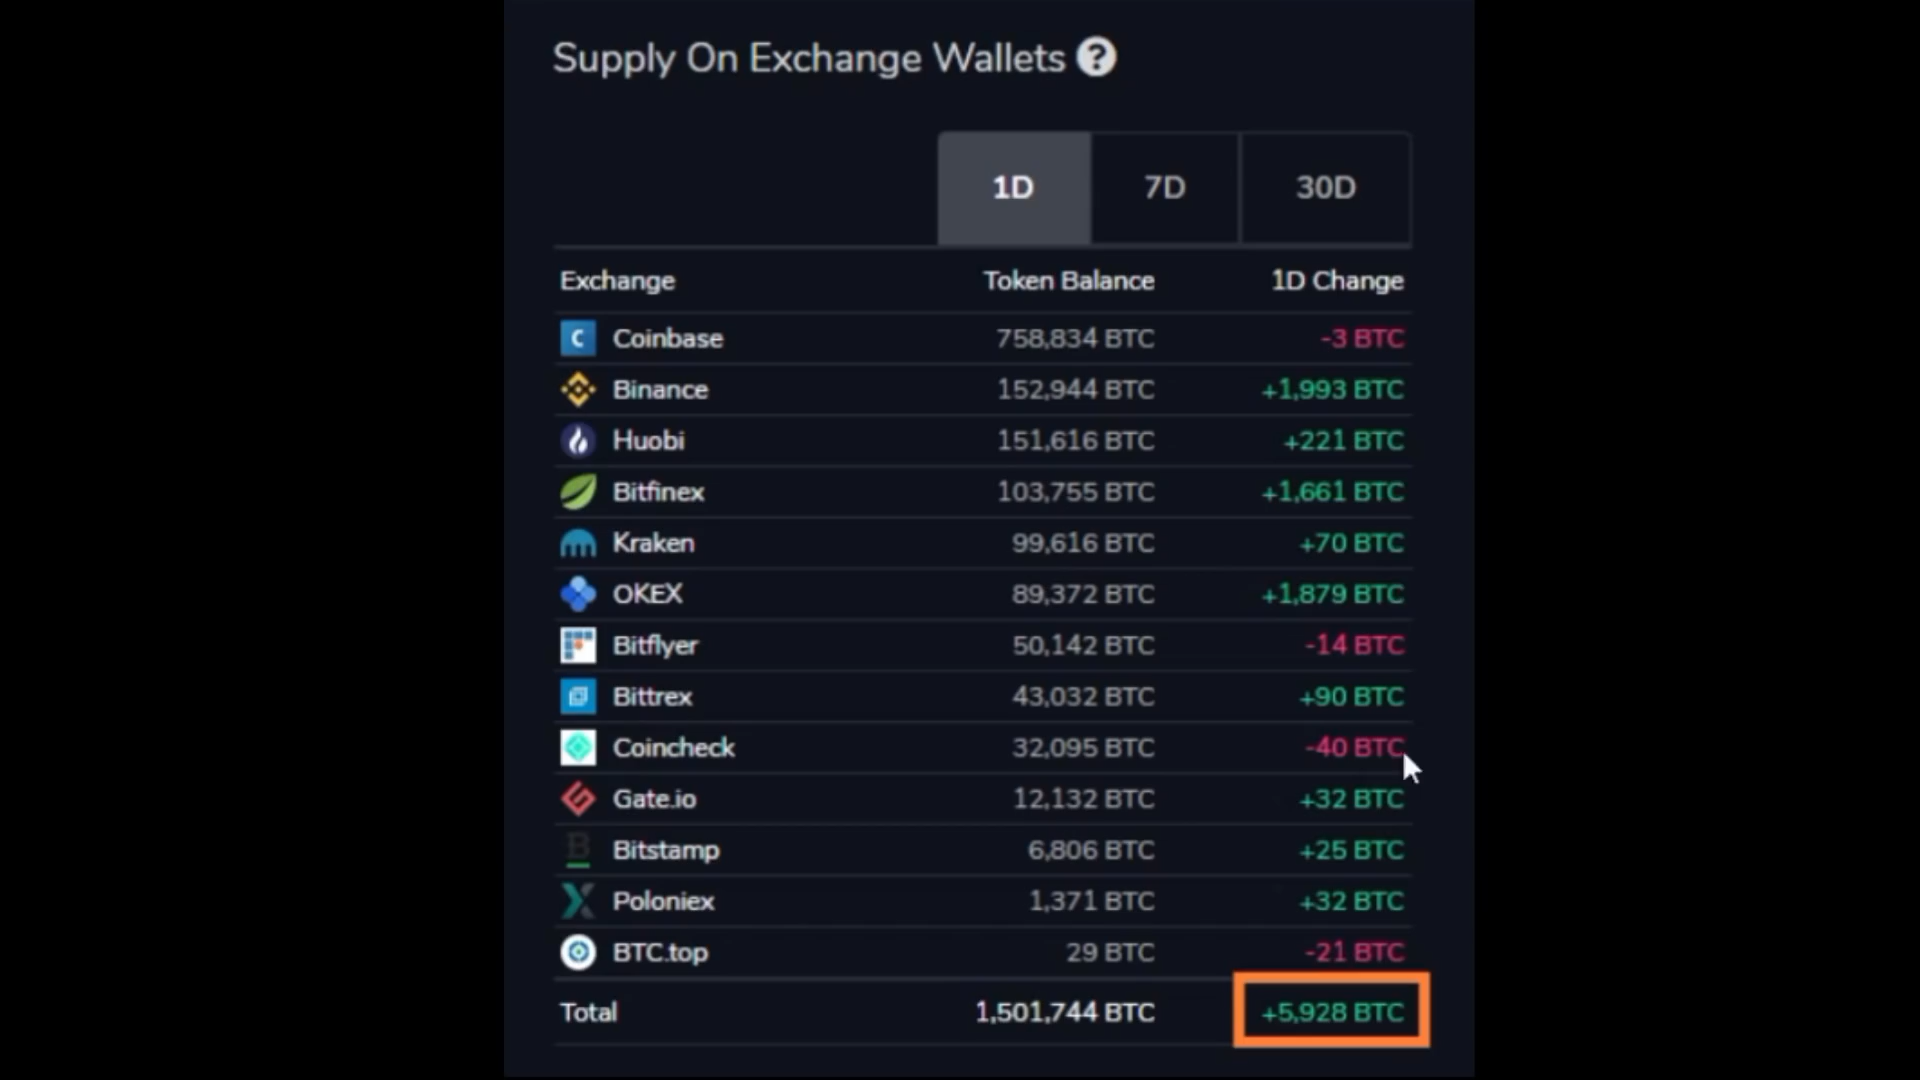 Supply On Exchange Wallets ?
1D 7D 30D
Exchange Token Balance 1D Change
Coinbase 758,834 BTC -3 BTC
Binance 152,944 BTC +1,993 BTC
Huobi 151,616 BTC +221 BTC
Bitfinex 103,755 BTC +1,661 BTC
Kraken 99,616 BTC +70 BTC
OKEX 89,372 BTC +1,879 BTC
Bitflyer 50,142 BTC -14 BTC
Bittrex 43,032 BTC +90 BTC
Coincheck 32,095 BTC -40 BTC
Gate.io 12,132 BTC +32 BTC
Bitstamp 6,806 BTC +25 BTC
Poloniex 1,371 BTC +32 BTC
BTC.top 29 BTC -21 BTC
Total 1,501,744 BTC +5,928 BTC